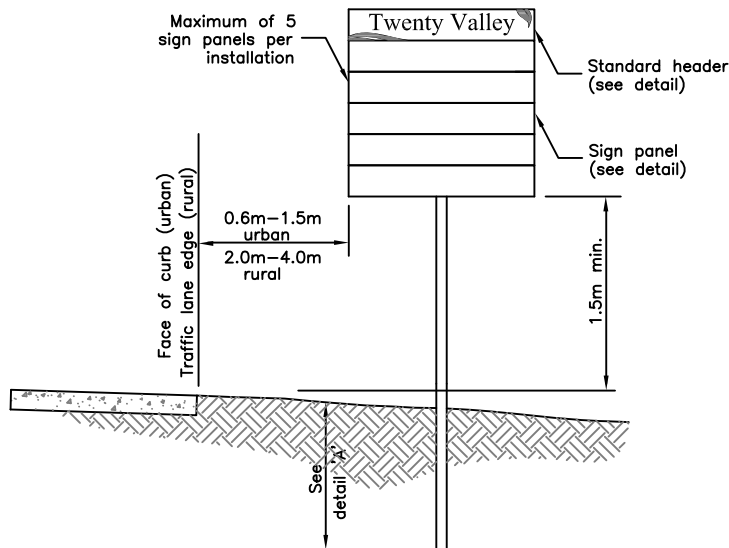 Maximum of 5
sign panels per
installation
Twenty Valley
Standard header
(see detail)
Sign panel
(see detail)
Face of curb (urban)
Traffic lane edge (rural)
0.6m-1.5m
urban
2.0m-4.0m
rural
1.5m min.
See
detail 'A'